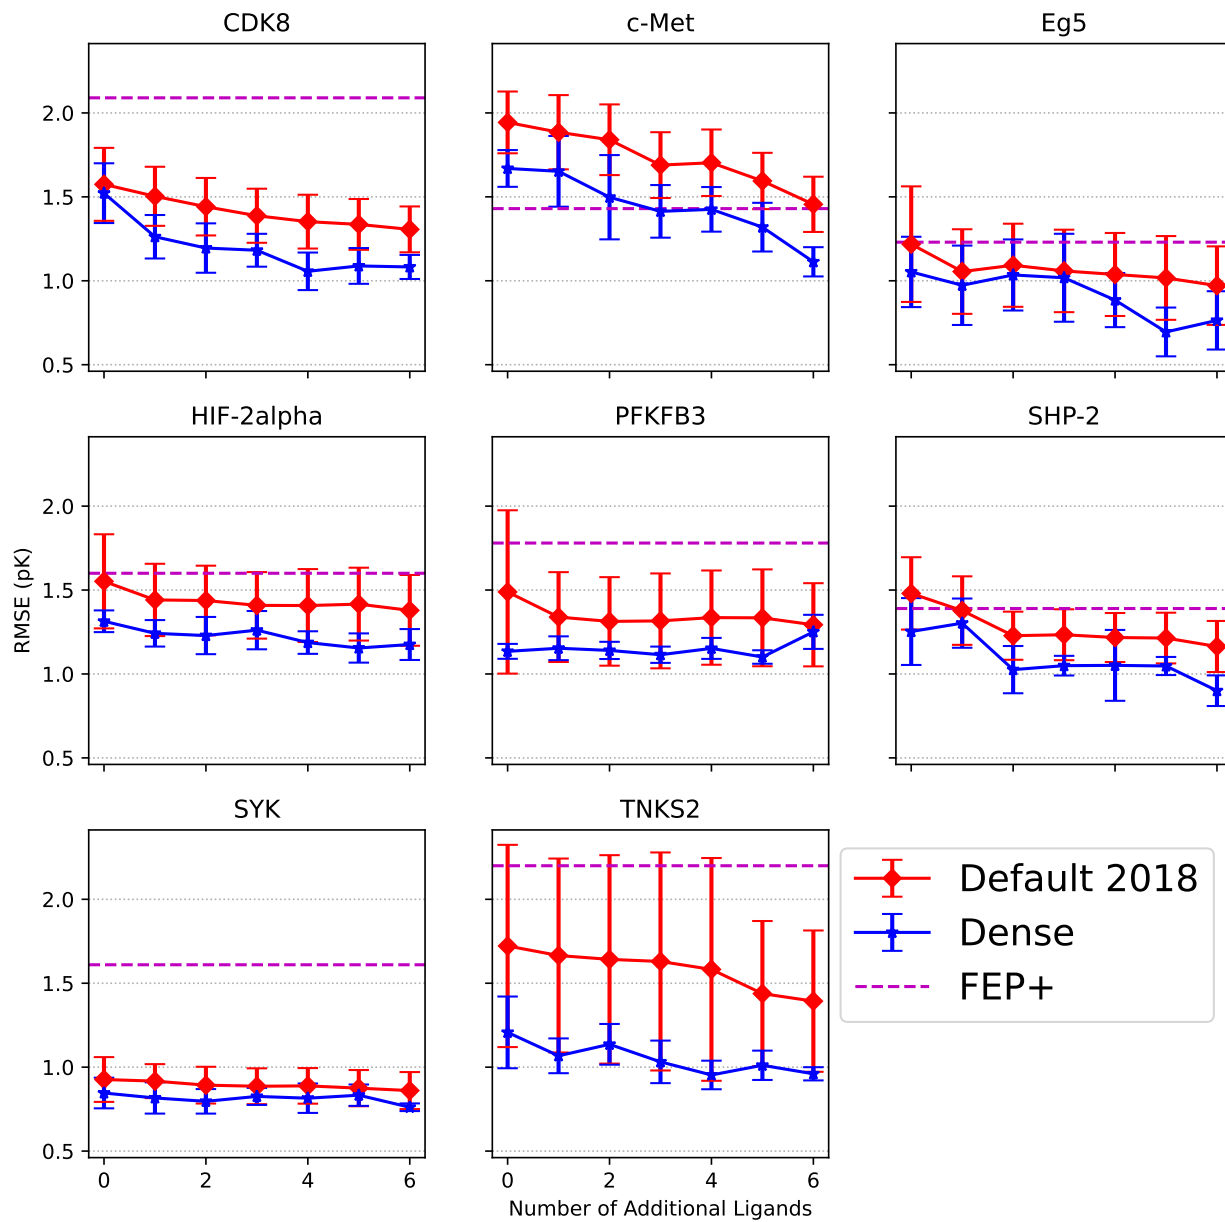 CDK8
c-Met
Eg5
2.0
1.5
1.0
0.5
HIF-2alpha
PFKFB3
SHP-2
2.0
1.5
1.0
0.5
RMSE (pK)
SYK
TNKS2
2.0
1.5
1.0
0.5
0 2 4 6
0 2 4 6
Number of Additional Ligands
Default 2018
Dense
FEP+